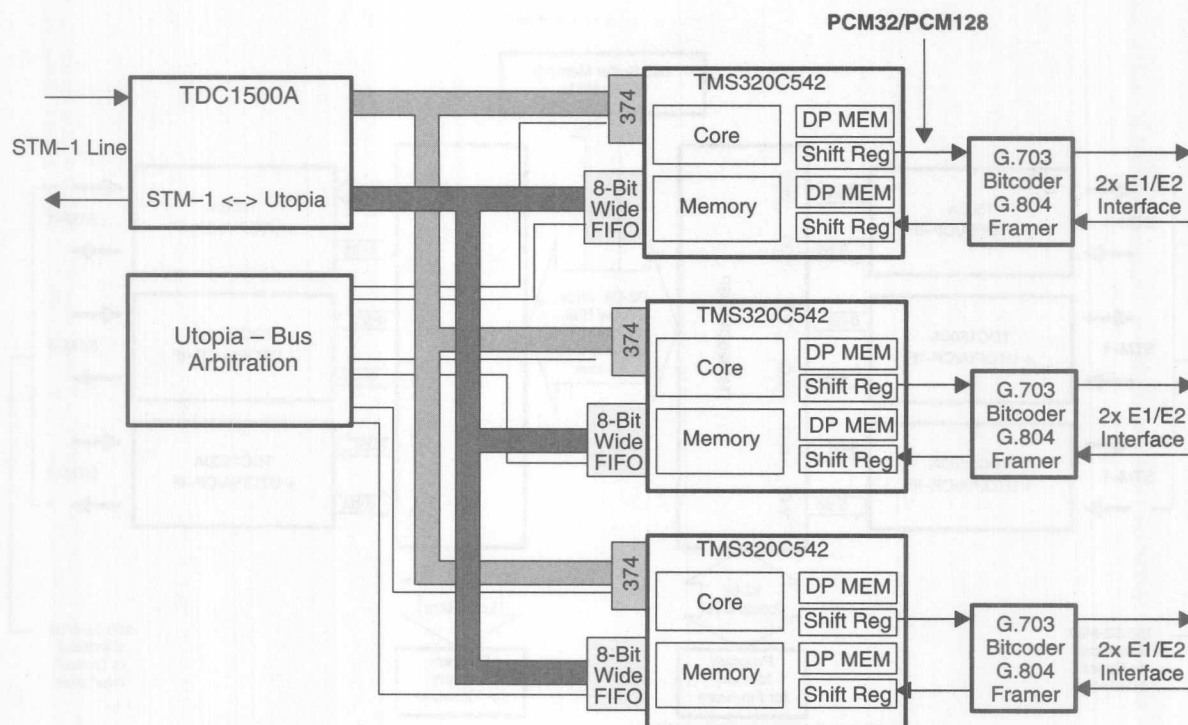 PCM32/PCM128
TDC1500A
STM–1 Line
STM–1 <–> Utopia
Utopia – Bus
Arbitration
374
8-Bit
Wide
FIFO
TMS320C542
Core
Memory
DP MEM
Shift Reg
DP MEM
Shift Reg
G.703
Bitcoder
G.804
Framer
2x E1/E2
Interface
374
8-Bit
Wide
FIFO
TMS320C542
Core
Memory
DP MEM
Shift Reg
DP MEM
Shift Reg
G.703
Bitcoder
G.804
Framer
2x E1/E2
Interface
374
8-Bit
Wide
FIFO
TMS320C542
Core
Memory
DP MEM
Shift Reg
DP MEM
Shift Reg
G.703
Bitcoder
G.804
Framer
2x E1/E2
Interface